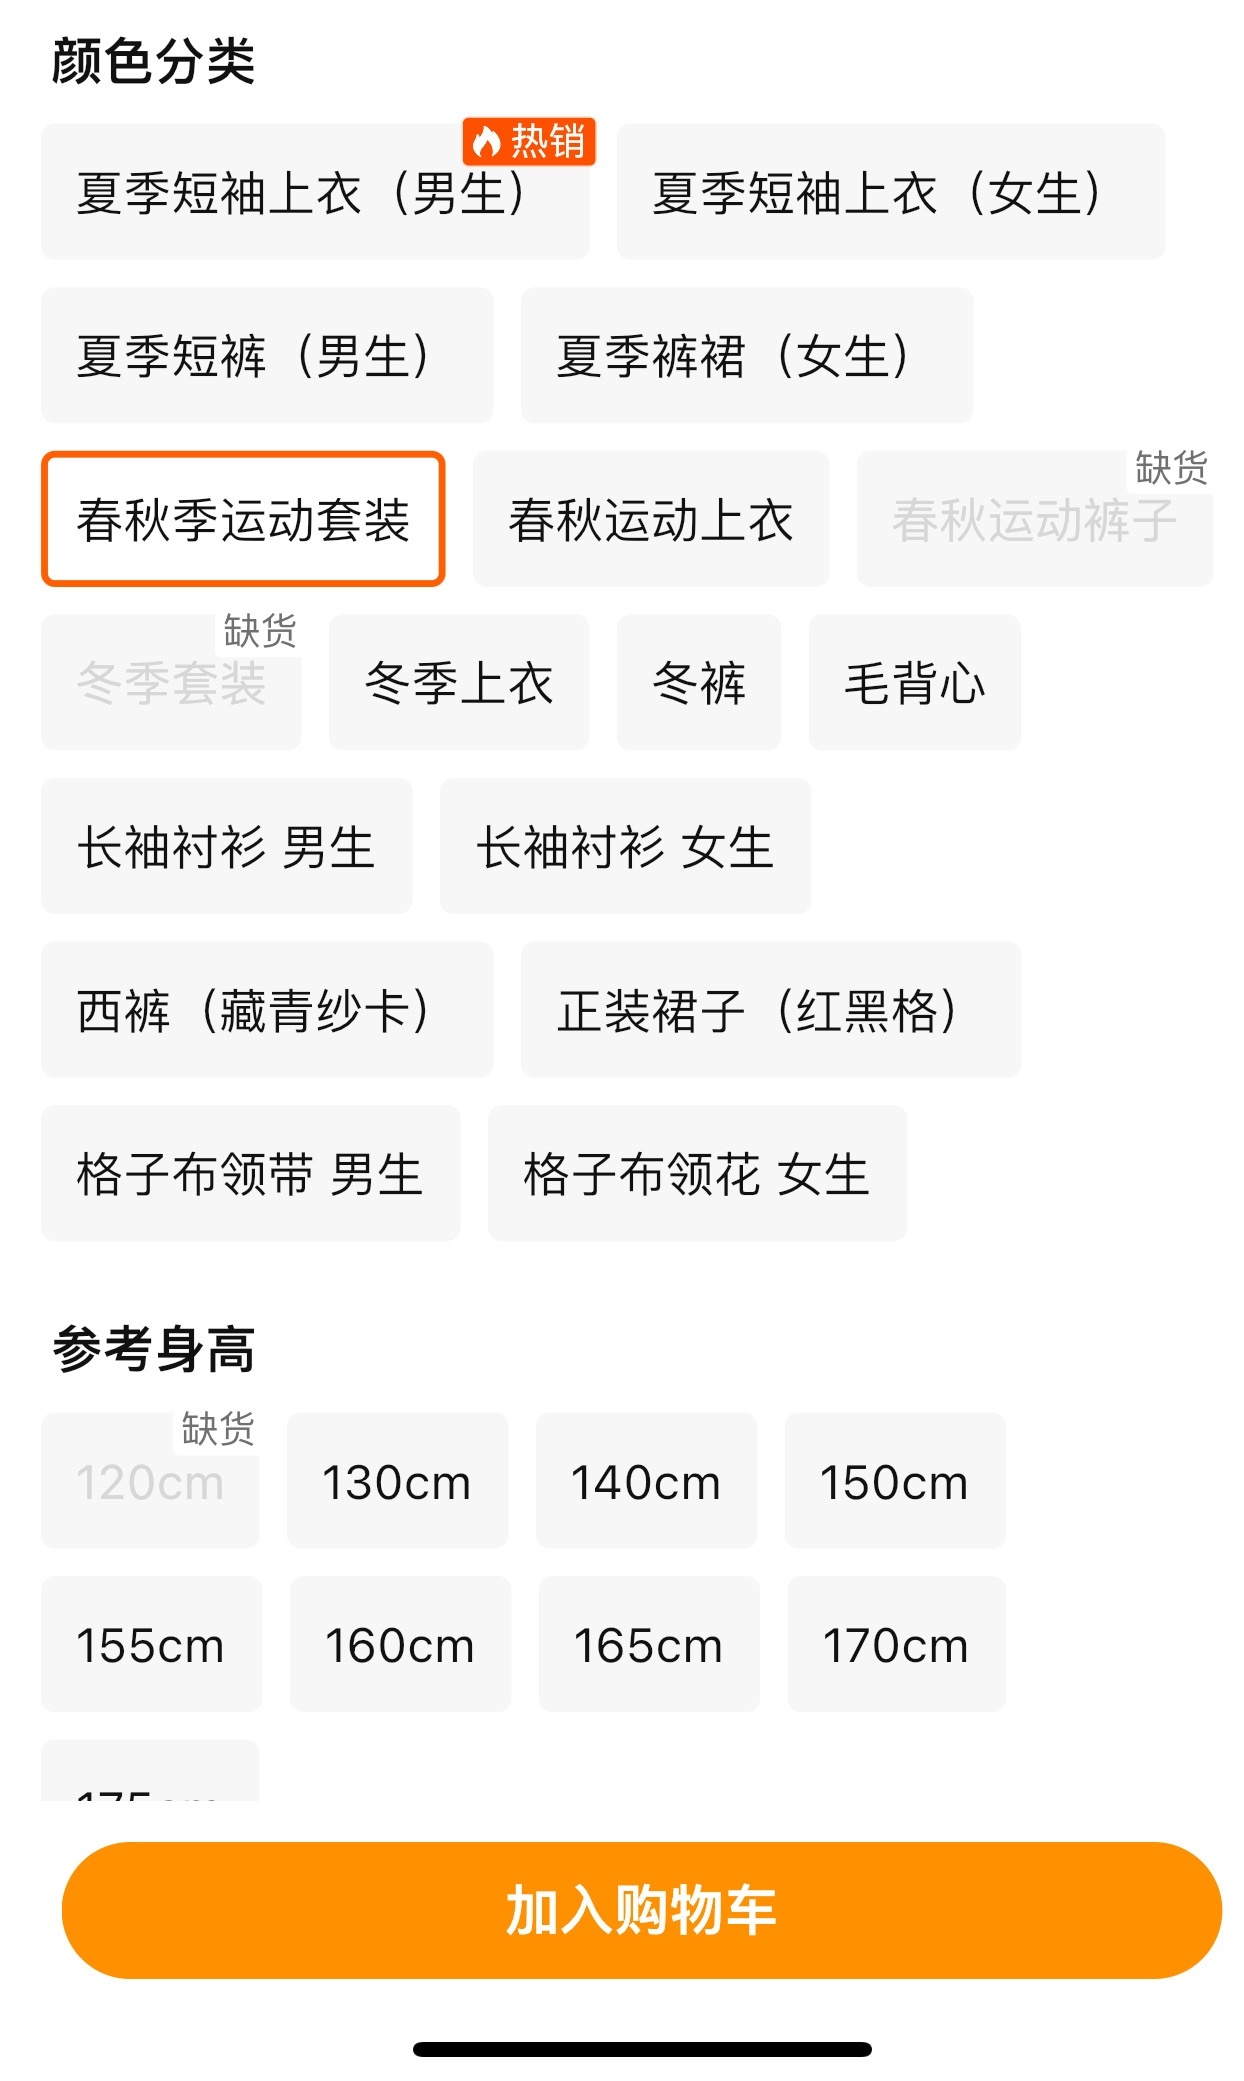 颜色分类
热销
夏季短袖上衣（男生） 夏季短袖上衣（女生）
夏季短裤（男生） 夏季裤裙（女生）
缺货
春秋季运动套装 春秋运动上衣 春秋运动裤子
缺货
冬季套装 冬季上衣 冬裤 毛背心
长袖衬衫 男生 长袖衬衫 女生
西裤（藏青纱卡） 正装裙子（红黑格）
格子布领带 男生 格子布领花 女生
参考身高
缺货
120cm 130cm 140cm 150cm
155cm 160cm 165cm 170cm
175cm
加入购物车